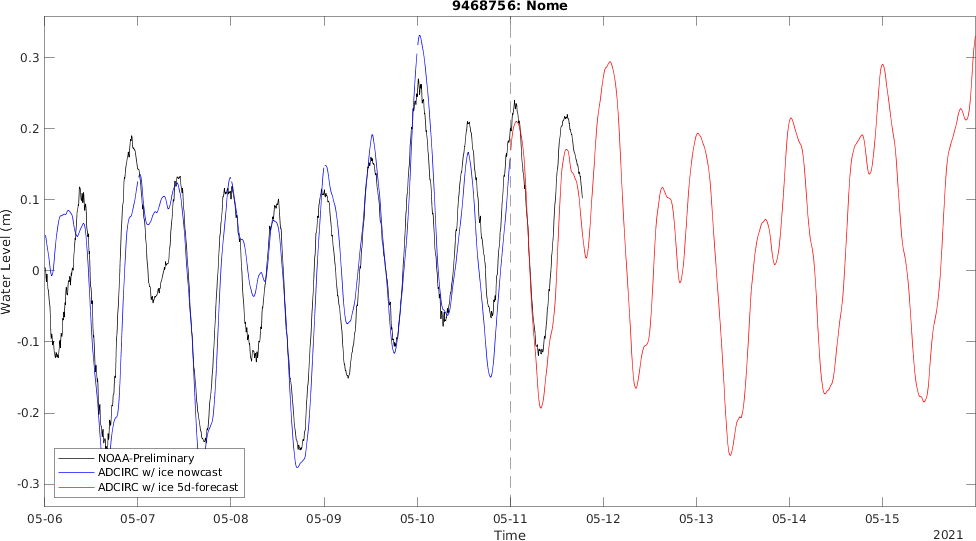 9468756: Nome
0.3
0.2
0.1
0
-0.1
-0.2
-0.3
Water Level (m)
NOAA-Preliminary
ADCIRC w/ ice nowcast
ADCIRC w/ ice 5d-forecast
05-06 05-07 05-08 05-09 05-10 05-11 05-12 05-13 05-14 05-15
Time
2021